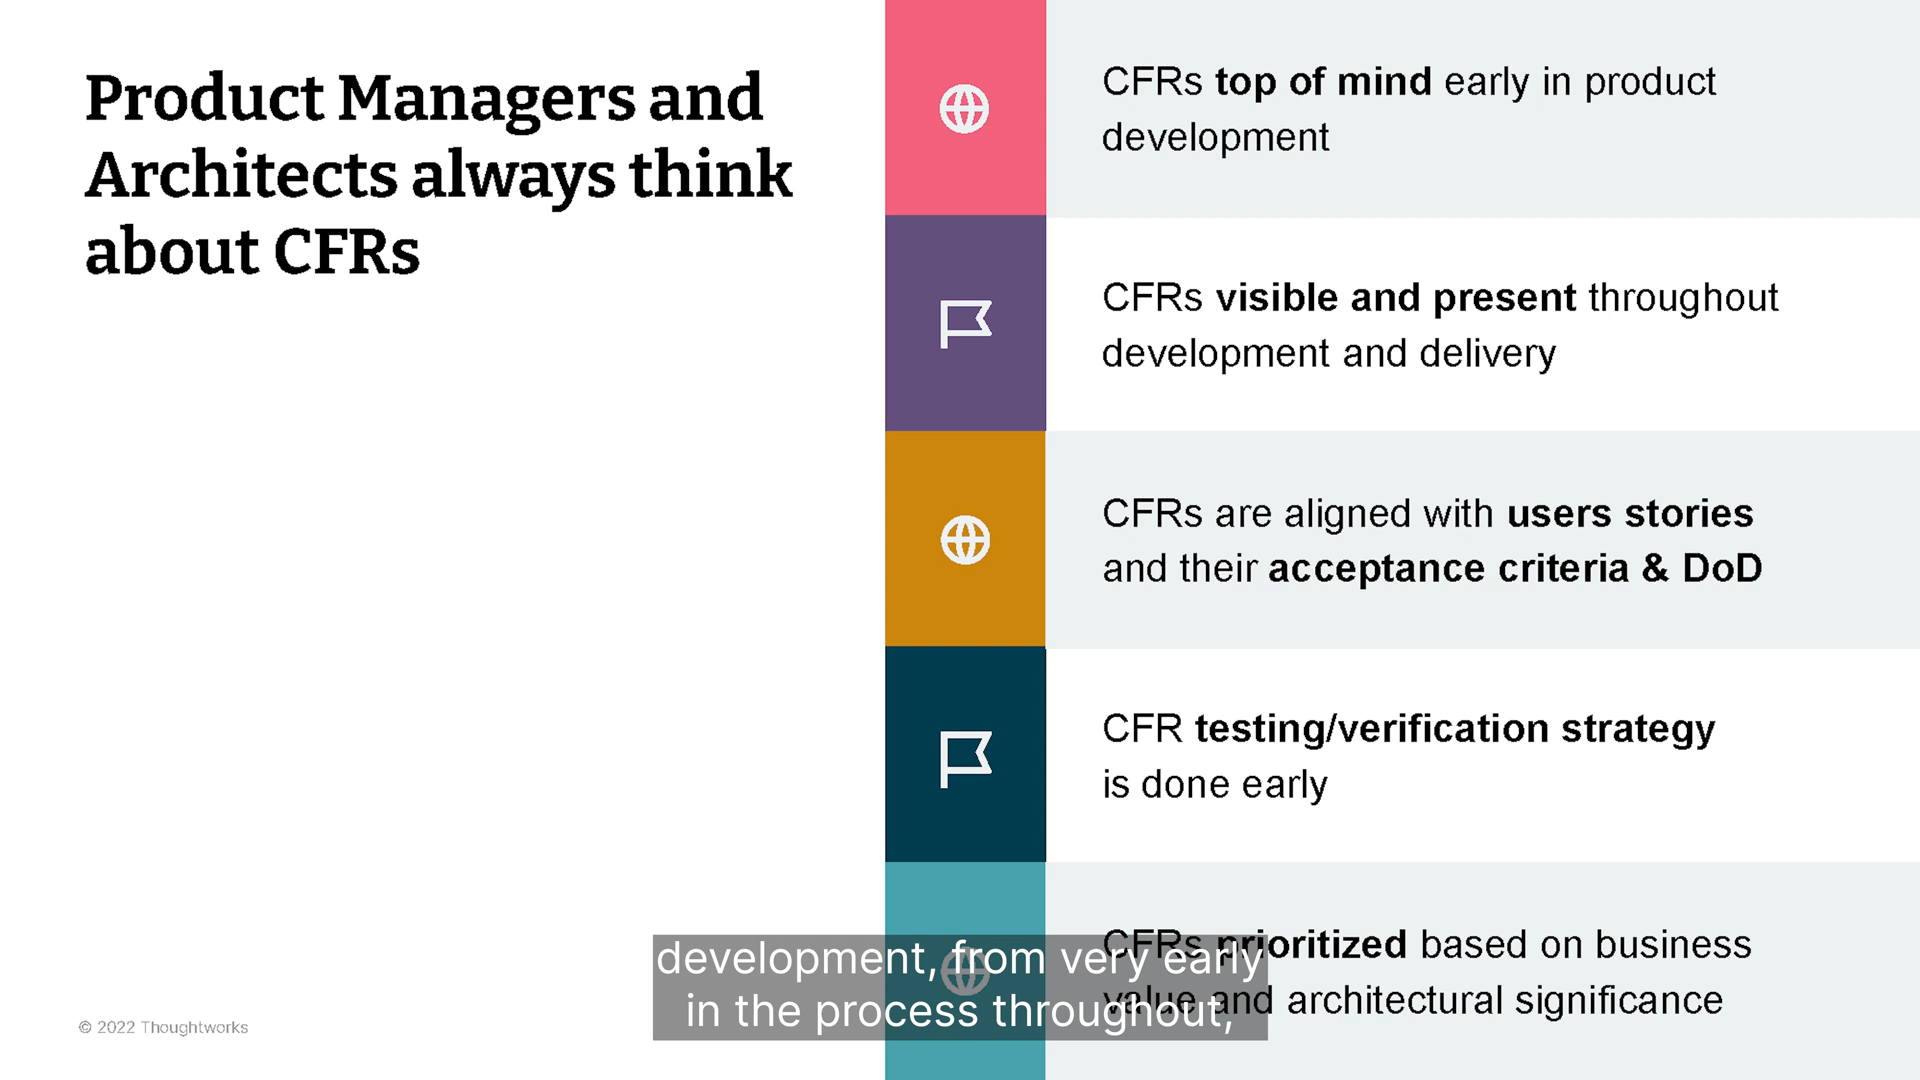 Product Managers and
Architects always think
about CFRs
CFRs top of mind early in product
development
CFRs visible and present throughout
development and delivery
CFRs are aligned with users stories
and their acceptance criteria & DoD
CFR testing/verification strategy
is done early
CFRs prioritized based on business
value and architectural significance
development, from very early
in the process throughout,
© 2022 Thoughtworks